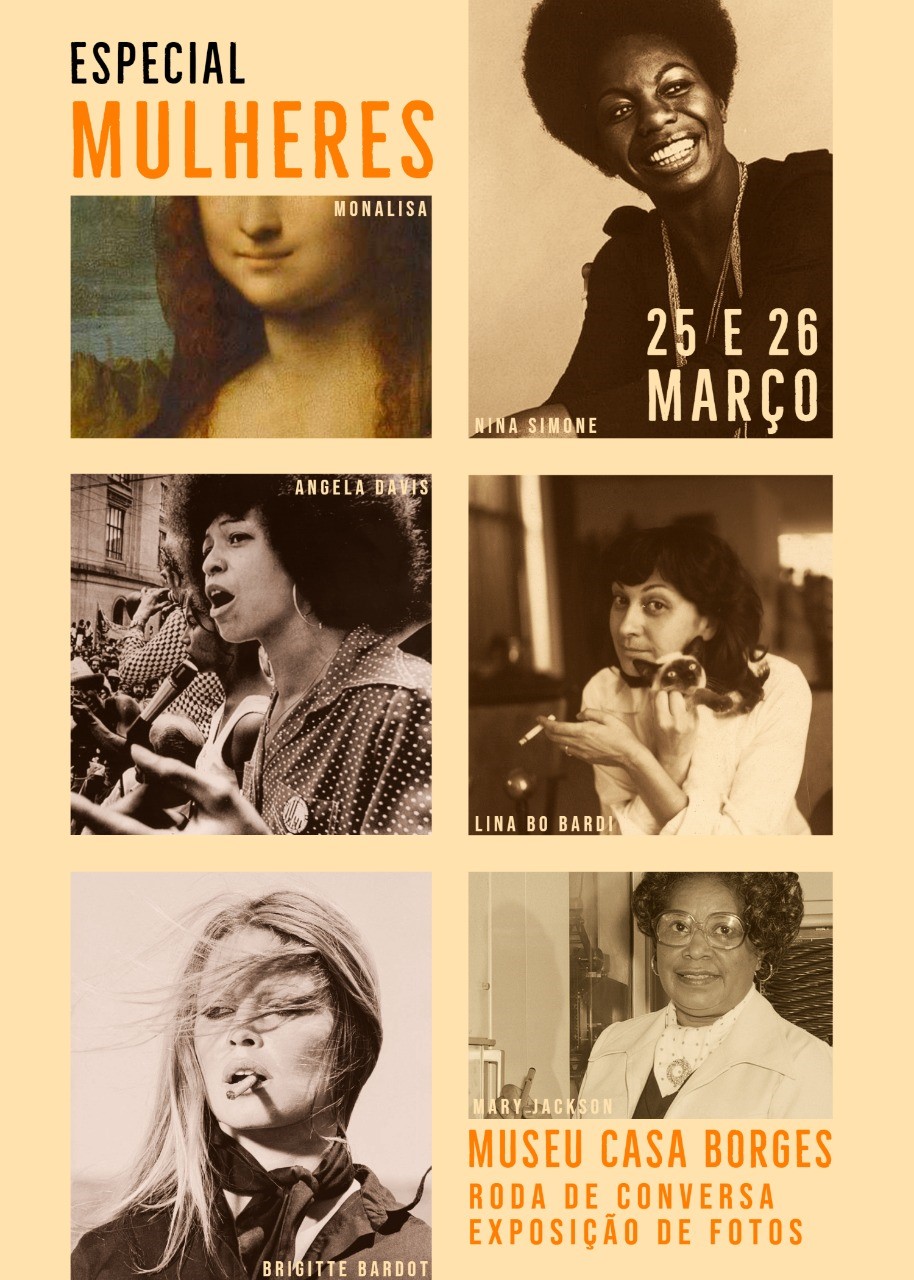 ESPECIAL
MULHERES
MONALISA
25 E 26
MARÇO
NINA SIMONE
ANGELA DAVIS
LINA BO BARDI
BRIGITTE BARDOT
MARY JACKSON
MUSEU CASA BORGES
RODA DE CONVERSA
EXPOSIÇÃO DE FOTOS